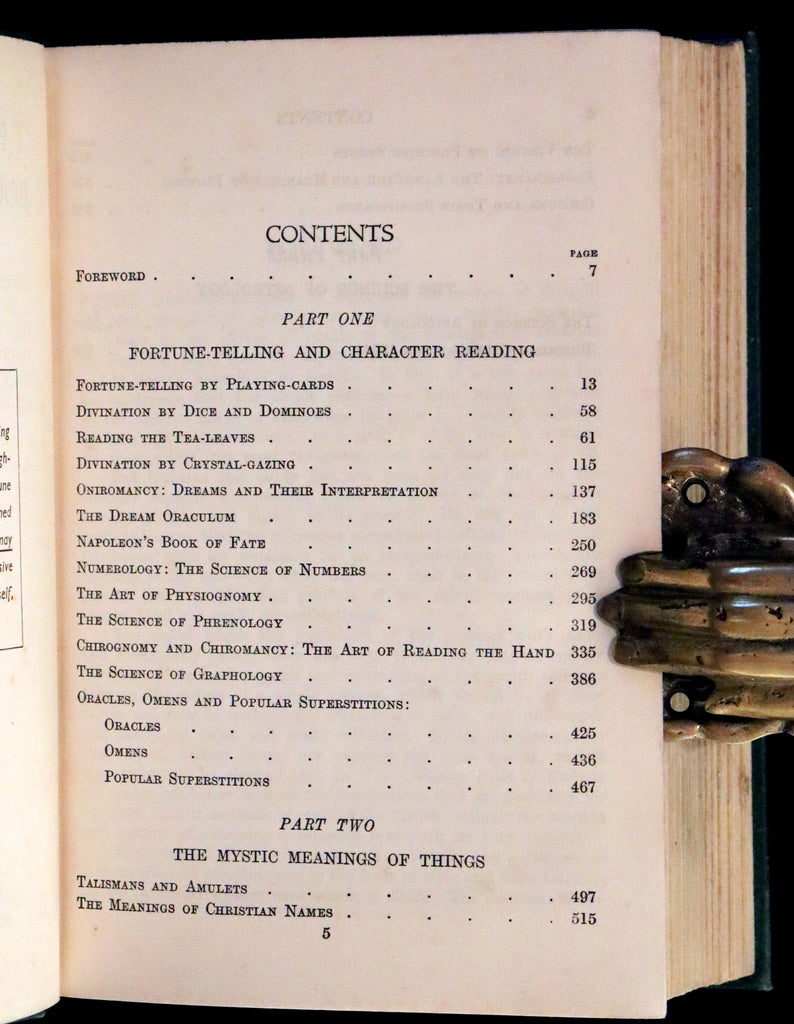 CONTENTS
PAGE
FOREWORD . . . . . . . . . . . . 7
PART ONE
FORTUNE-TELLING AND CHARACTER READING
FORTUNE-TELLING BY PLAYING-CARDS . . . . . . 13
DIVINATION BY DICE AND DOMINOES . . . . . . 58
READING THE TEA-LEAVES . . . . . . . . 61
DIVINATION BY CRYSTAL-GAZING . . . . . . . 115
ONIROMANCY: DREAMS AND THEIR INTERPRETATION . . . 137
THE DREAM ORACULUM . . . . . . . . 183
NAPOLEON'S BOOK OF FATE . . . . . . . 250
NUMEROLOGY: THE SCIENCE OF NUMBERS . . . . . 269
THE ART OF PHYSIOGNOMY . . . . . . . . 295
THE SCIENCE OF PHRENOLOGY . . . . . . . 319
CHIROGNOMY AND CHIROMANCY: THE ART OF READING THE HAND 335
THE SCIENCE OF GRAPHOLOGY . . . . . . . 386
ORACLES, OMENS AND POPULAR SUPERSTITIONS:
ORACLES . . . . . . . . . . 425
OMENS . . . . . . . . . . 436
POPULAR SUPERSTITIONS . . . . . . . 467
PART TWO
THE MYSTIC MEANINGS OF THINGS
TALISMANS AND AMULETS . . . . . . . . 497
THE MEANINGS OF CHRISTIAN NAMES . . . . . . 515
5